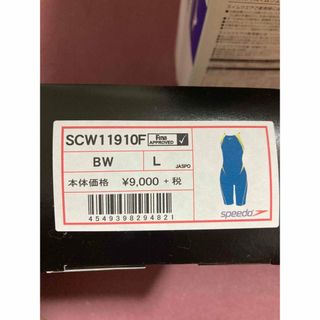 SCW11910F Fina APPROVED
BW L JASPO
本体価格 ¥9,000 +税
4549398294821
speedo